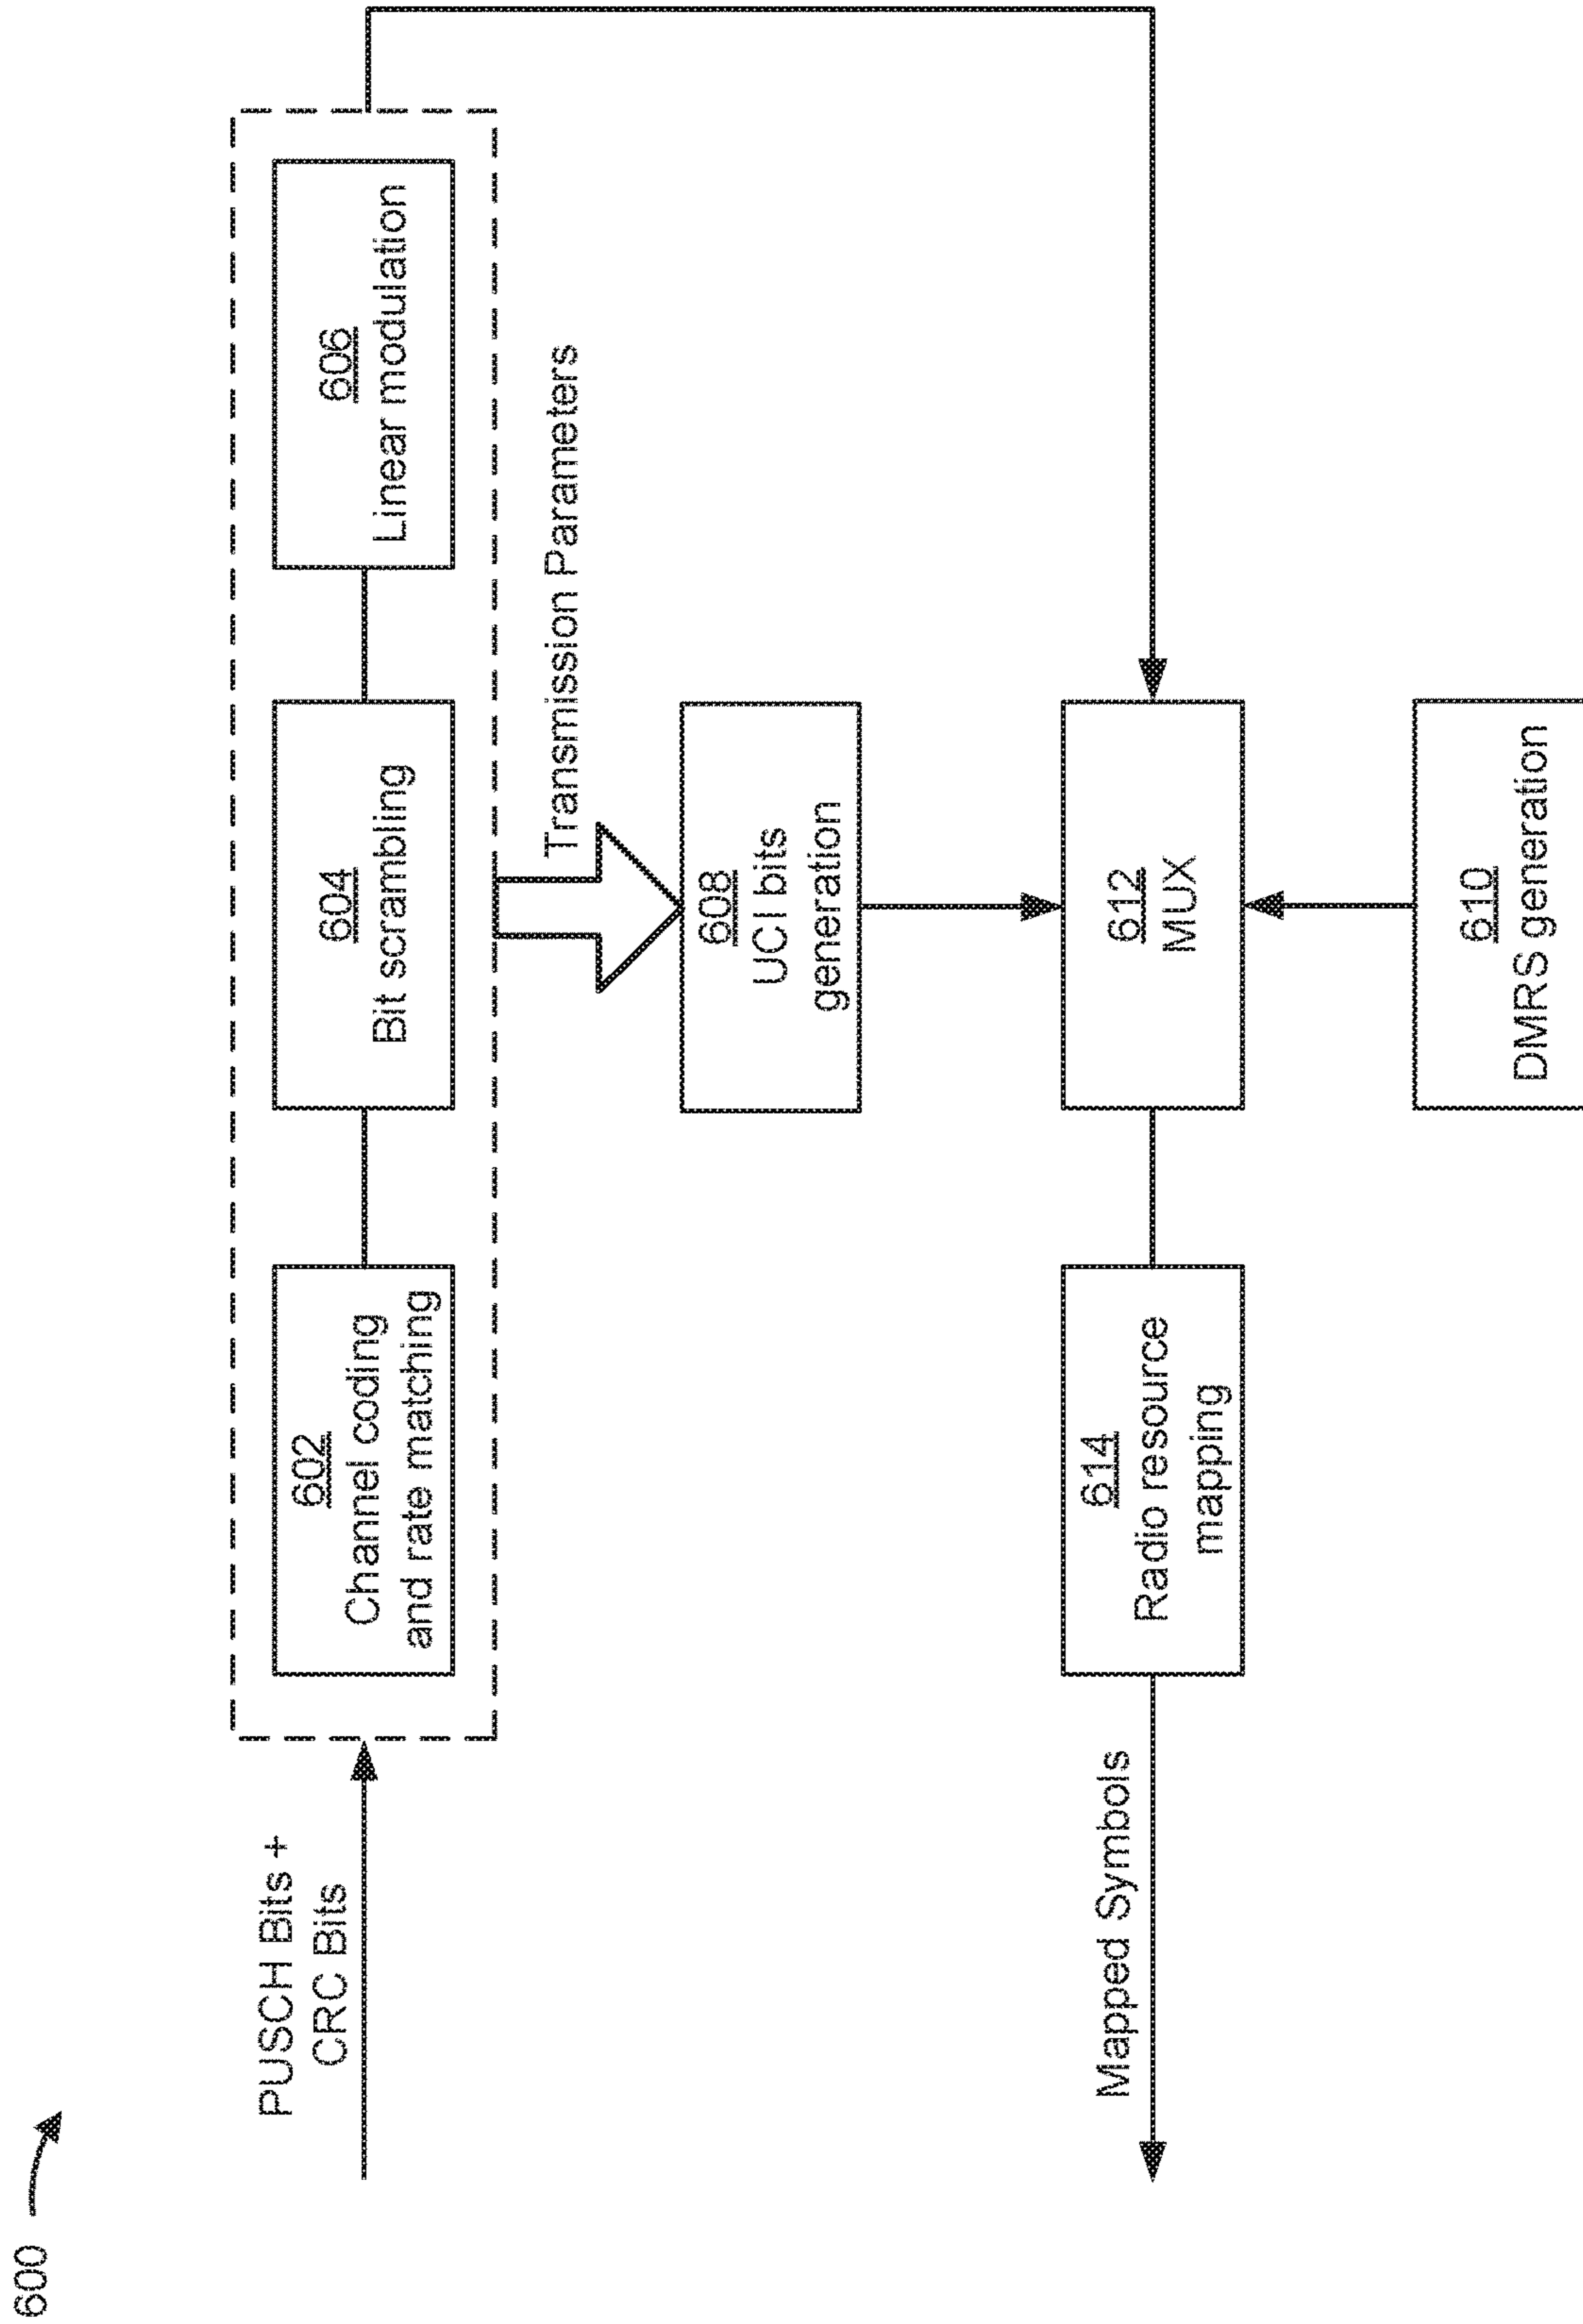 600
PUSCH Bits +
CRC Bits
602
Channel coding
and rate matching
604
Bit scrambling
606
Linear modulation
Transmission Parameters
608
UCI bits
generation
Mapped Symbols
614
Radio resource
mapping
612
MUX
610
DMRS generation